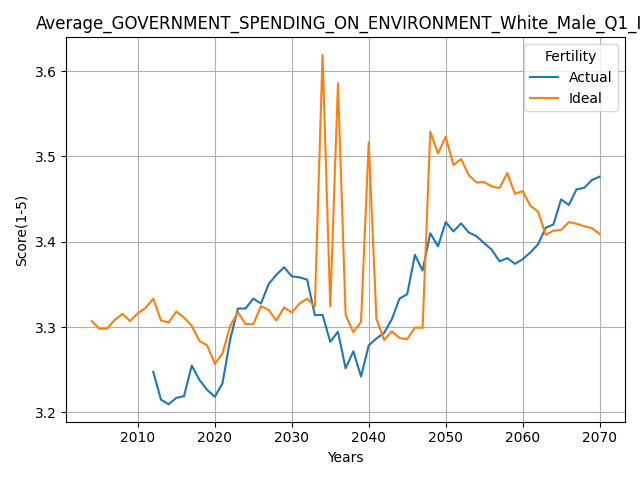 Average_GOVERNMENT_SPENDING_ON_ENVIRONMENT_White_Male_Q1_I
Fertility
Actual
Ideal
Score(1-5)
3.6
3.5
3.4
3.3
3.2
2010 2020 2030 2040 2050 2060 2070
Years